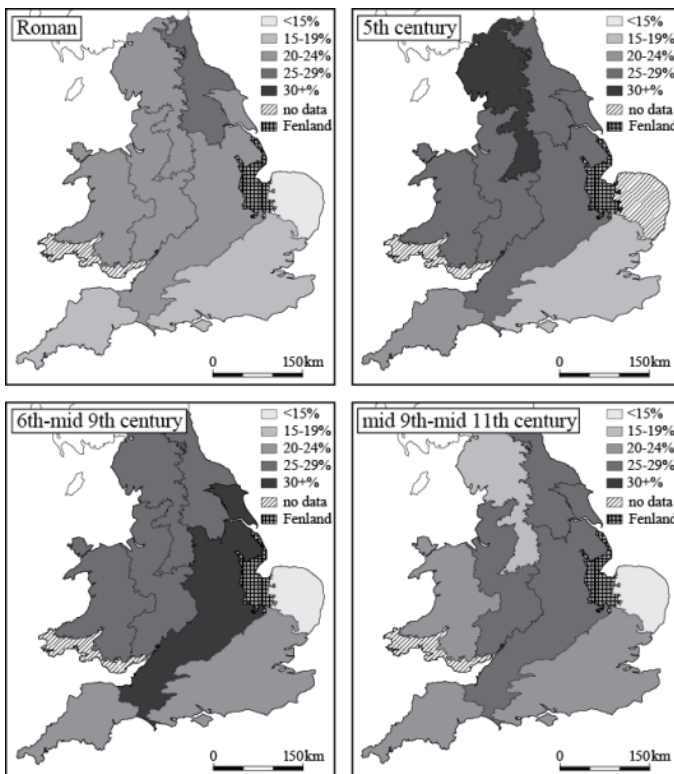 Roman
<15%
15-19%
20-24%
25-29%
30+%
no data
Fenland
0 150km
5th century
<15%
15-19%
20-24%
25-29%
30+%
no data
Fenland
0 150km
6th-mid 9th century
<15%
15-19%
20-24%
25-29%
30+%
no data
Fenland
0 150km
mid 9th-mid 11th century
<15%
15-19%
20-24%
25-29%
30+%
no data
Fenland
0 150km